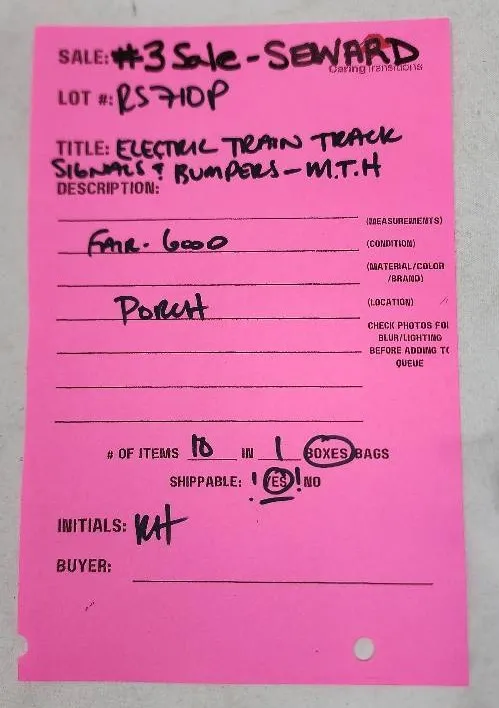 SALE: #3 Sale - SEWARD
Caring Transitions
LOT #: RS710P
TITLE: ELECTRIC TRAIN TRACK
SIGNALS & BUMPERS - M.T.H
DESCRIPTION:
(MEASUREMENTS)
FAIR - GOOD (CONDITION)
(MATERIAL/COLOR
/BRAND)
PORCH (LOCATION)
CHECK PHOTOS FO
BLUR/LIGHTING
BEFORE ADDING T
QUEUE
# OF ITEMS 10 IN 1 BOXES BAGS
SHIPPABLE: ! YES ! NO
INITIALS: KH
BUYER: